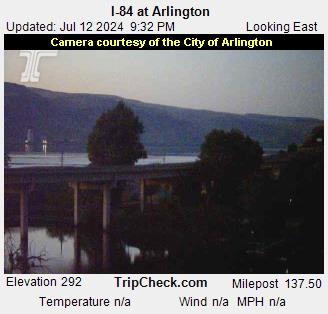 I-84 at Arlington
Updated: Jul 12 2024 9:32 PM Looking East
Camera courtesy of the City of Arlington
Elevation 292 TripCheck.com Milepost 137.50
Temperature n/a Wind n/a MPH n/a